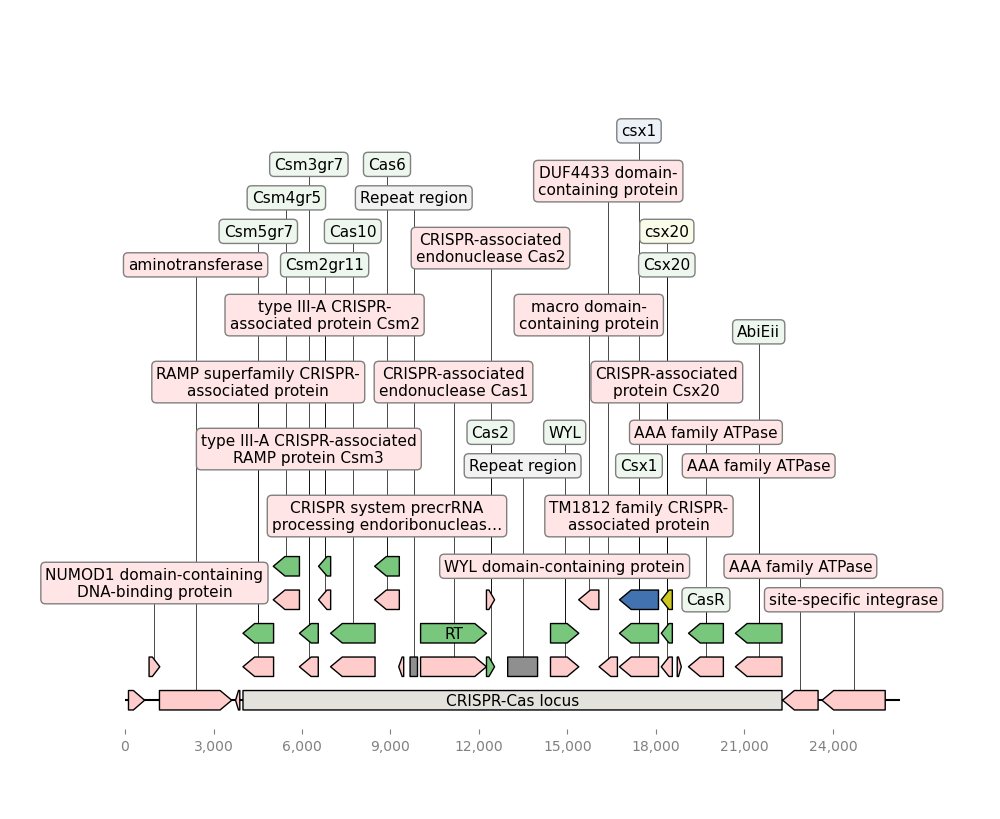 csx1
Csm3gr7
Cas6
DUF4433 domain-
containing protein
Csm4gr5
Repeat region
Csm5gr7
Cas10
CRISPR-associated
endonuclease Cas2
csx20
aminotransferase
Csm2gr11
Csx20
type III-A CRISPR-
associated protein Csm2
macro domain-
containing protein
AbiEii
RAMP superfamily CRISPR-
associated protein
CRISPR-associated
endonuclease Cas1
CRISPR-associated
protein Csx20
type III-A CRISPR-associated
RAMP protein Csm3
Cas2
WYL
AAA family ATPase
Repeat region
Csx1
AAA family ATPase
CRISPR system precrRNA
processing endoribonucleas...
TM1812 family CRISPR-
associated protein
NUMOD1 domain-containing
DNA-binding protein
WYL domain-containing protein
AAA family ATPase
CasR
site-specific integrase
RT
CRISPR-Cas locus
0
3,000
6,000
9,000
12,000
15,000
18,000
21,000
24,000